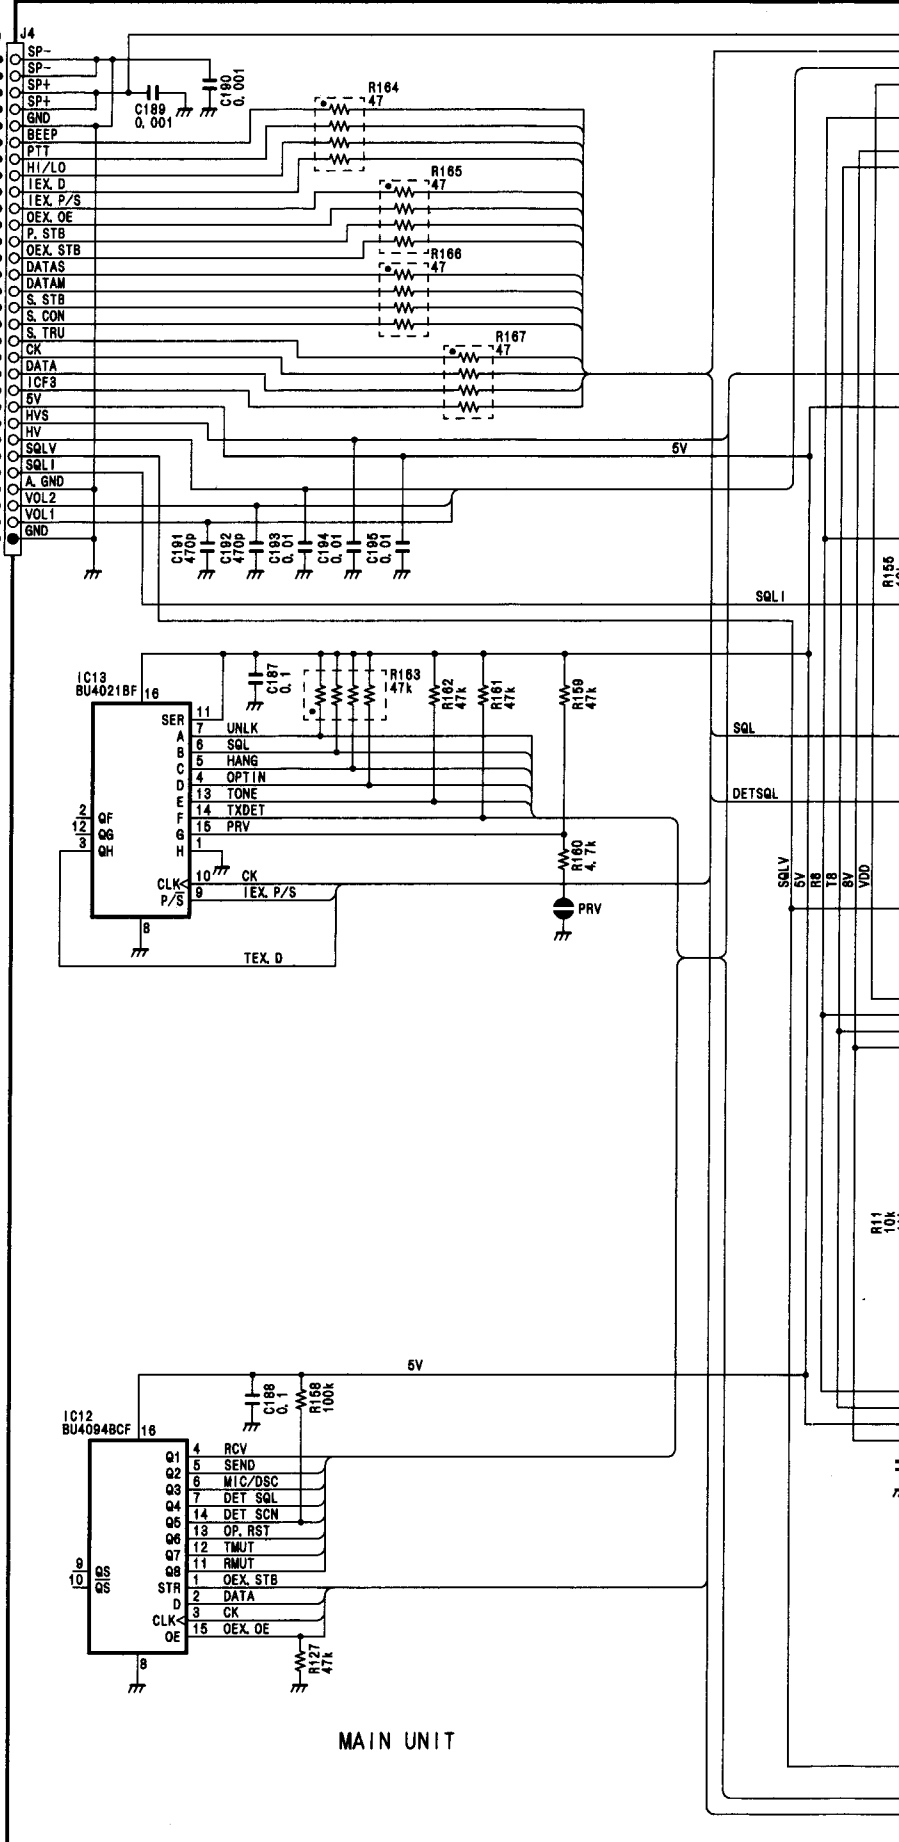 J4
SP-
SP-
SP+
SP+
GND
BEEP
PTT
HI/LO
IEX. D
IEX. P/S
OEX. OE
P. STB
OEX. STB
DATAS
DATAM
S. STB
S. CON
S. TRU
CK
DATA
ICF3
5V
HVS
HV
SQLV
SQLI
A. GND
VOL2
VOL1
GND
C189
0.001
C190
0.001
R164
47
R165
47
R166
47
R167
47
5V
C191
470p
C192
470p
C193
0.01
C194
0.01
C195
0.01
R155
SQLI
IC13
BU4021BF
16
C187
0.1
R163
47k
R162
47k
R161
47k
R159
47k
SER 11
A 7 UNLK
B 6 SQL
C 5 HANG
D 4 OPTIN
E 13 TONE
F 14 TXDET
G 15 PRV
H 1
2 QF
12 QG
3 QH
CLK 10 CK
P/S 9 IEX. P/S
8
TEX. D
R160
4.7k
PRV
SQL
DETSQL
SQLV
5V
R8
T8
8V
VDD
R11
10k
5V
C188
0.1
R158
100k
IC12
BU4094BCF
16
Q1 4 RCV
Q2 5 SEND
Q3 6 MIC/DSC
Q4 7 DET SQL
Q5 14 DET SCN
Q6 13 OP. RST
Q7 12 TMUT
Q8 11 RMUT
9 QS
10 QS
STR 1 OEX. STB
D 2 DATA
CLK 3 CK
OE 15 OEX. OE
8
R127
47k
MAIN UNIT